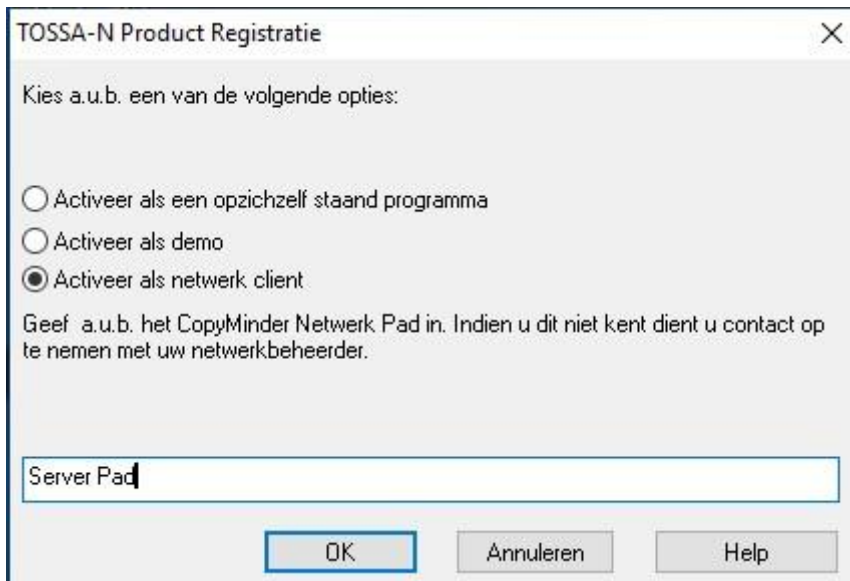 TOSSA-N Product Registratie
Kies a.u.b. een van de volgende opties:
Activeer als een opzichzelf staand programma
Activeer als demo
Activeer als netwerk client
Geef a.u.b. het CopyMinder Netwerk Pad in. Indien u dit niet kent dient u contact op
te nemen met uw netwerkbeheerder.
Server Pad
OK Annuleren Help